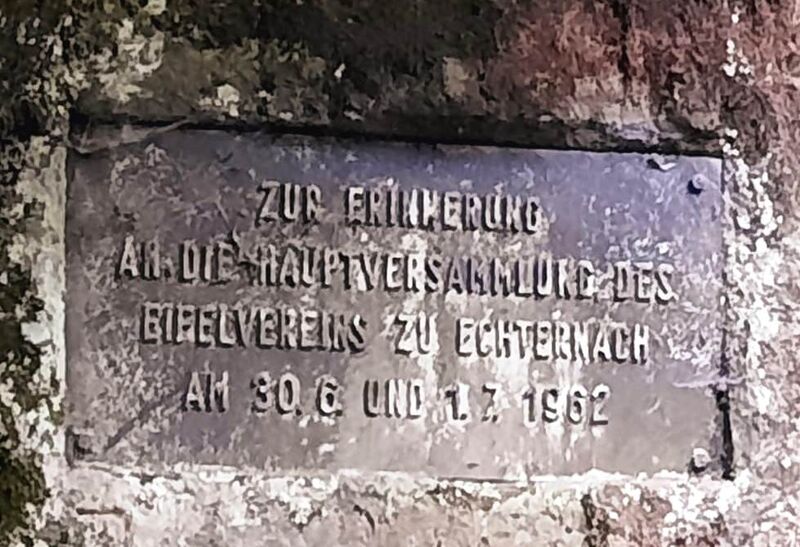 ZUR ERINNERUNG
AN DIE HAUPTVERSAMMLUNG DES
EIFELVEREINS ZU ECHTERNACH
AM 30. 6. UND 1. 7. 1962